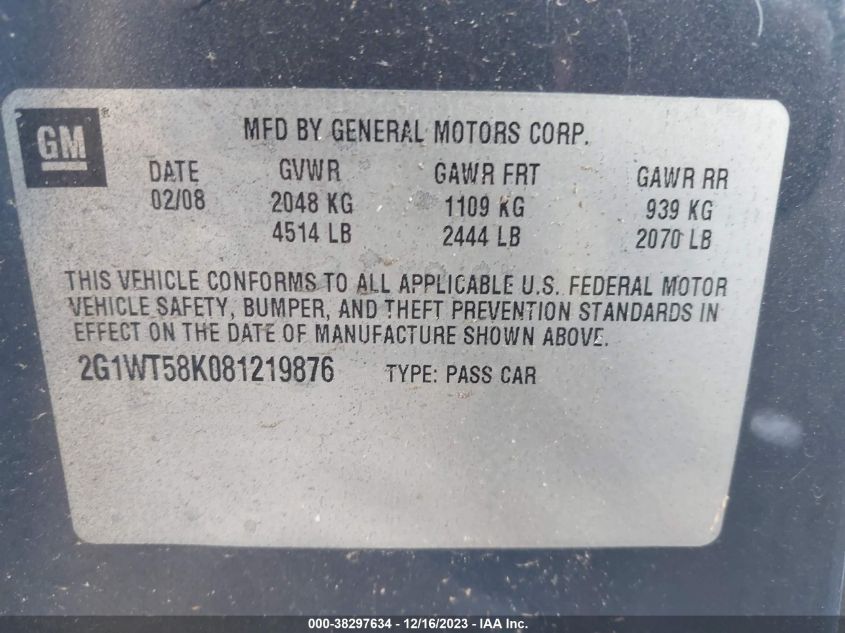 GM
MFD BY GENERAL MOTORS CORP.
DATE GVWR GAWR FRT GAWR RR
02/08 2048 KG 1109 KG 939 KG
4514 LB 2444 LB 2070 LB
THIS VEHICLE CONFORMS TO ALL APPLICABLE U.S. FEDERAL MOTOR
VEHICLE SAFETY, BUMPER, AND THEFT PREVENTION STANDARDS IN
EFFECT ON THE DATE OF MANUFACTURE SHOWN ABOVE.
2G1WT58K081219876 TYPE: PASS CAR
000-38297634 - 12/16/2023 - IAAI.COM